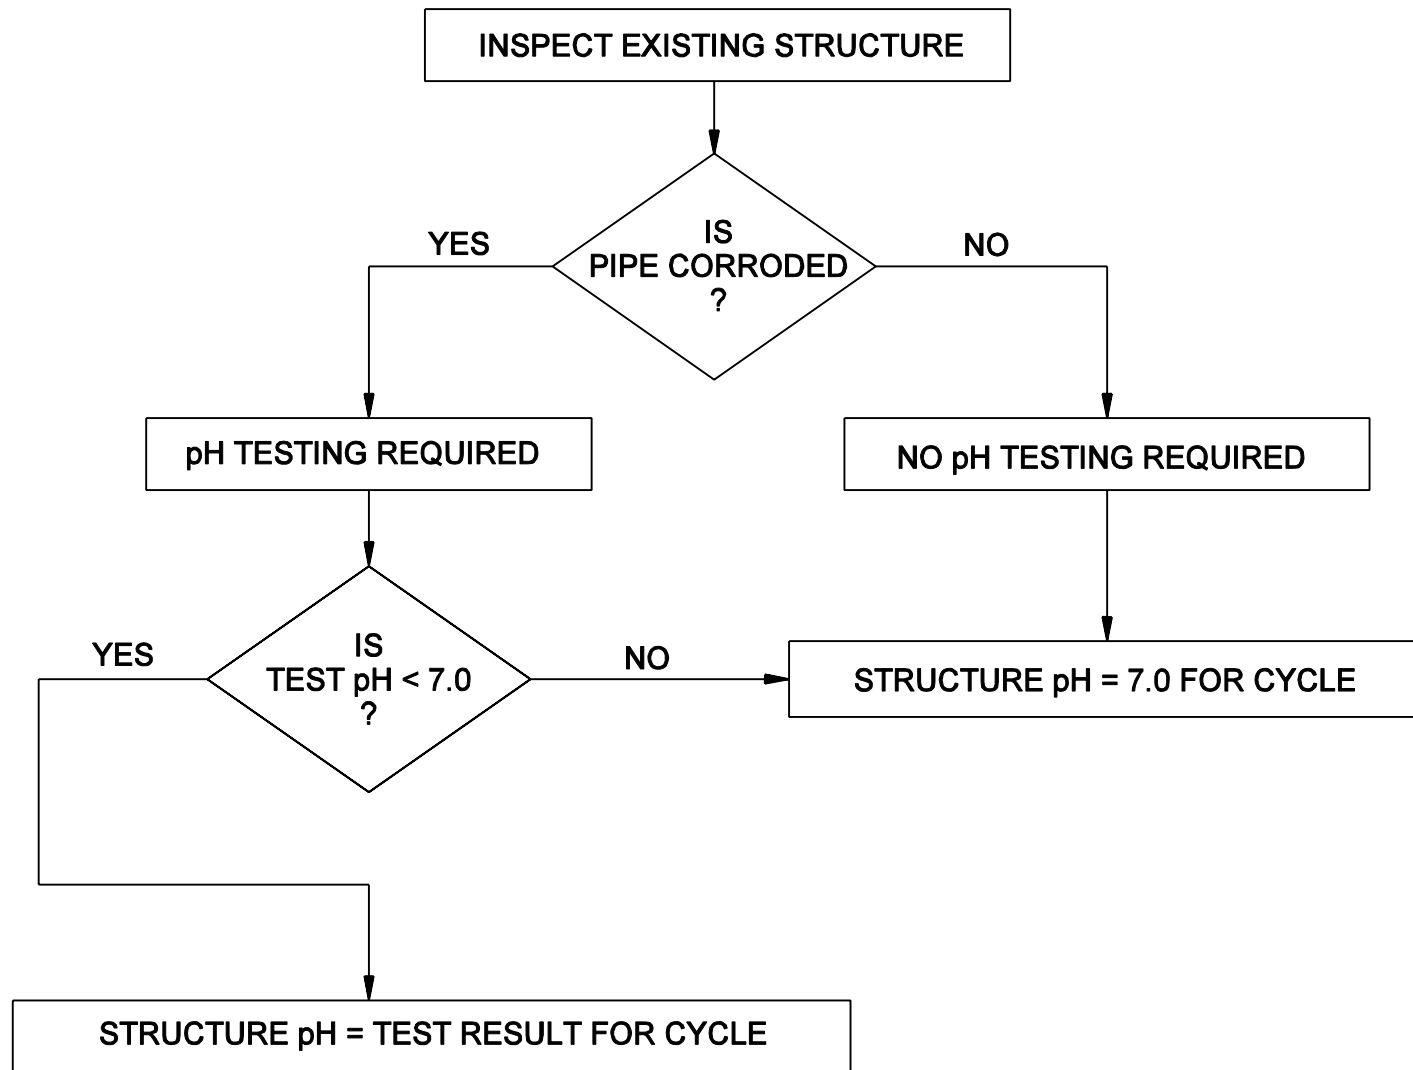 INSPECT EXISTING STRUCTURE
IS
PIPE CORRODED
?
YES
NO
pH TESTING REQUIRED
NO pH TESTING REQUIRED
IS
TEST pH < 7.0
?
YES
NO
STRUCTURE pH = 7.0 FOR CYCLE
STRUCTURE pH = TEST RESULT FOR CYCLE